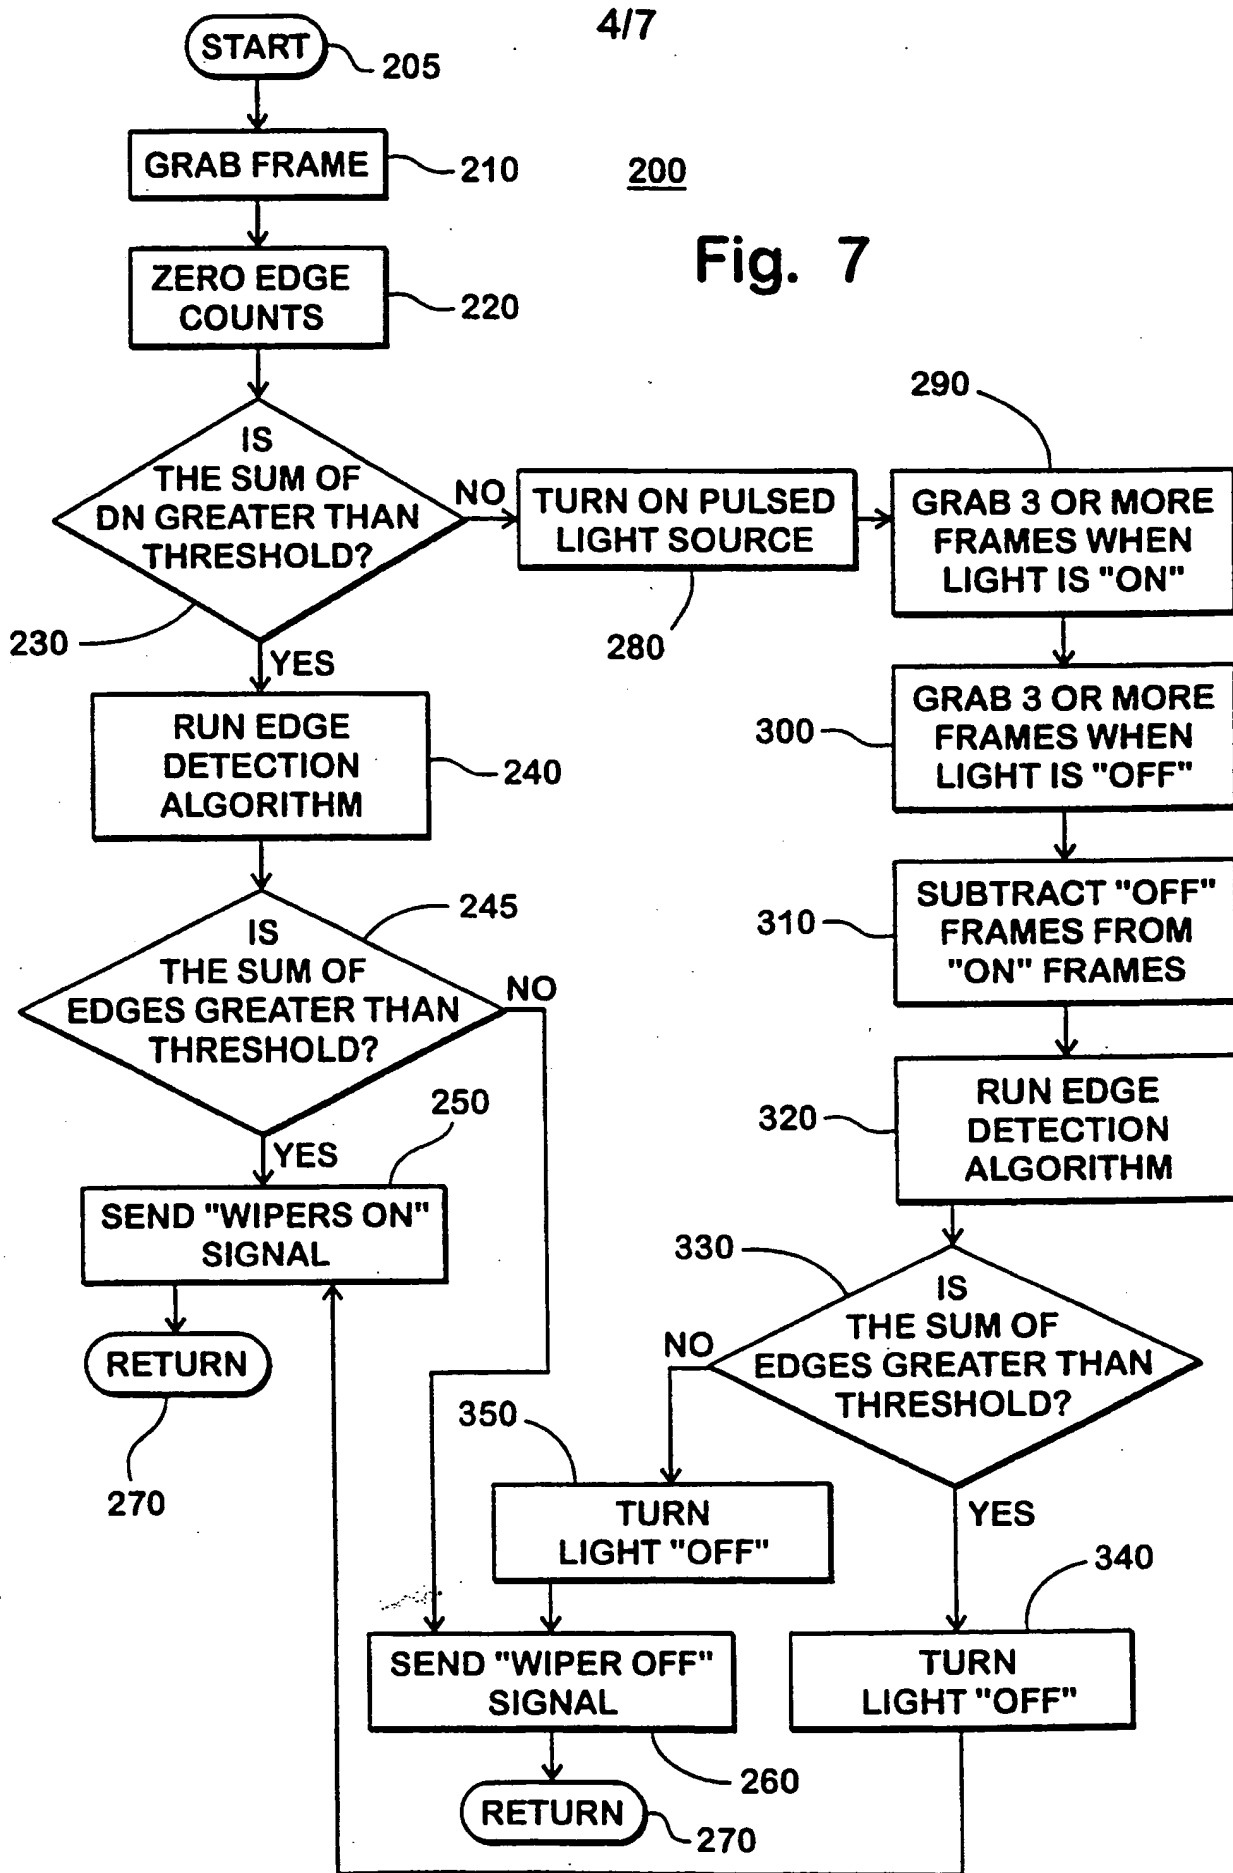 4/7
START
205
GRAB FRAME
210
200
Fig. 7
ZERO EDGE
COUNTS
220
IS
THE SUM OF
DN GREATER THAN
THRESHOLD?
230
NO
YES
TURN ON PULSED
LIGHT SOURCE
280
290
GRAB 3 OR MORE
FRAMES WHEN
LIGHT IS "ON"
GRAB 3 OR MORE
FRAMES WHEN
LIGHT IS "OFF"
300
RUN EDGE
DETECTION
ALGORITHM
240
SUBTRACT "OFF"
FRAMES FROM
"ON" FRAMES
310
245
IS
THE SUM OF
EDGES GREATER THAN
THRESHOLD?
NO
YES
RUN EDGE
DETECTION
ALGORITHM
320
250
SEND "WIPERS ON"
SIGNAL
RETURN
270
330
IS
THE SUM OF
EDGES GREATER THAN
THRESHOLD?
NO
YES
350
TURN
LIGHT "OFF"
340
TURN
LIGHT "OFF"
SEND "WIPER OFF"
SIGNAL
260
RETURN
270